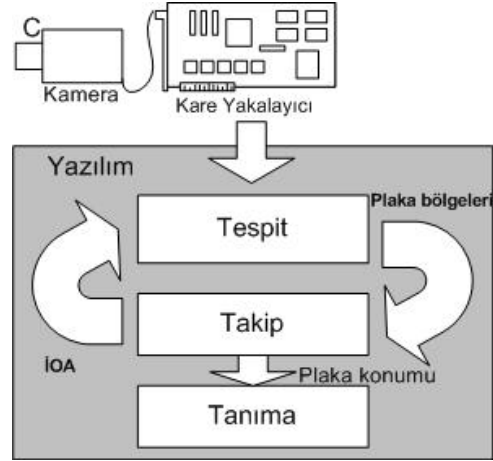 C
Kamera
Kare Yakalayıcı
Yazılım
Plaka bölgeleri
Tespit
Takip
İOA
Plaka konumu
Tanıma